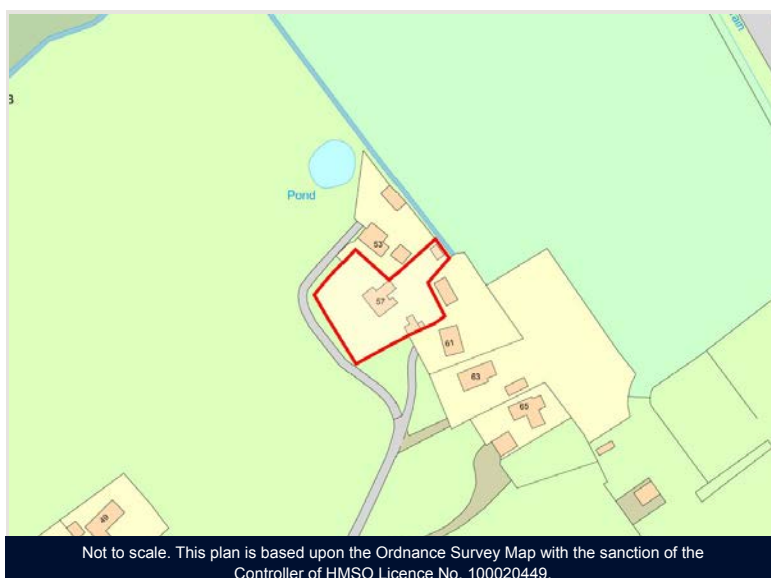 Pond
53
57
61
63
65
49
Not to scale. This plan is based upon the Ordnance Survey Map with the sanction of the
Controller of HMSO Licence No. 100020449.